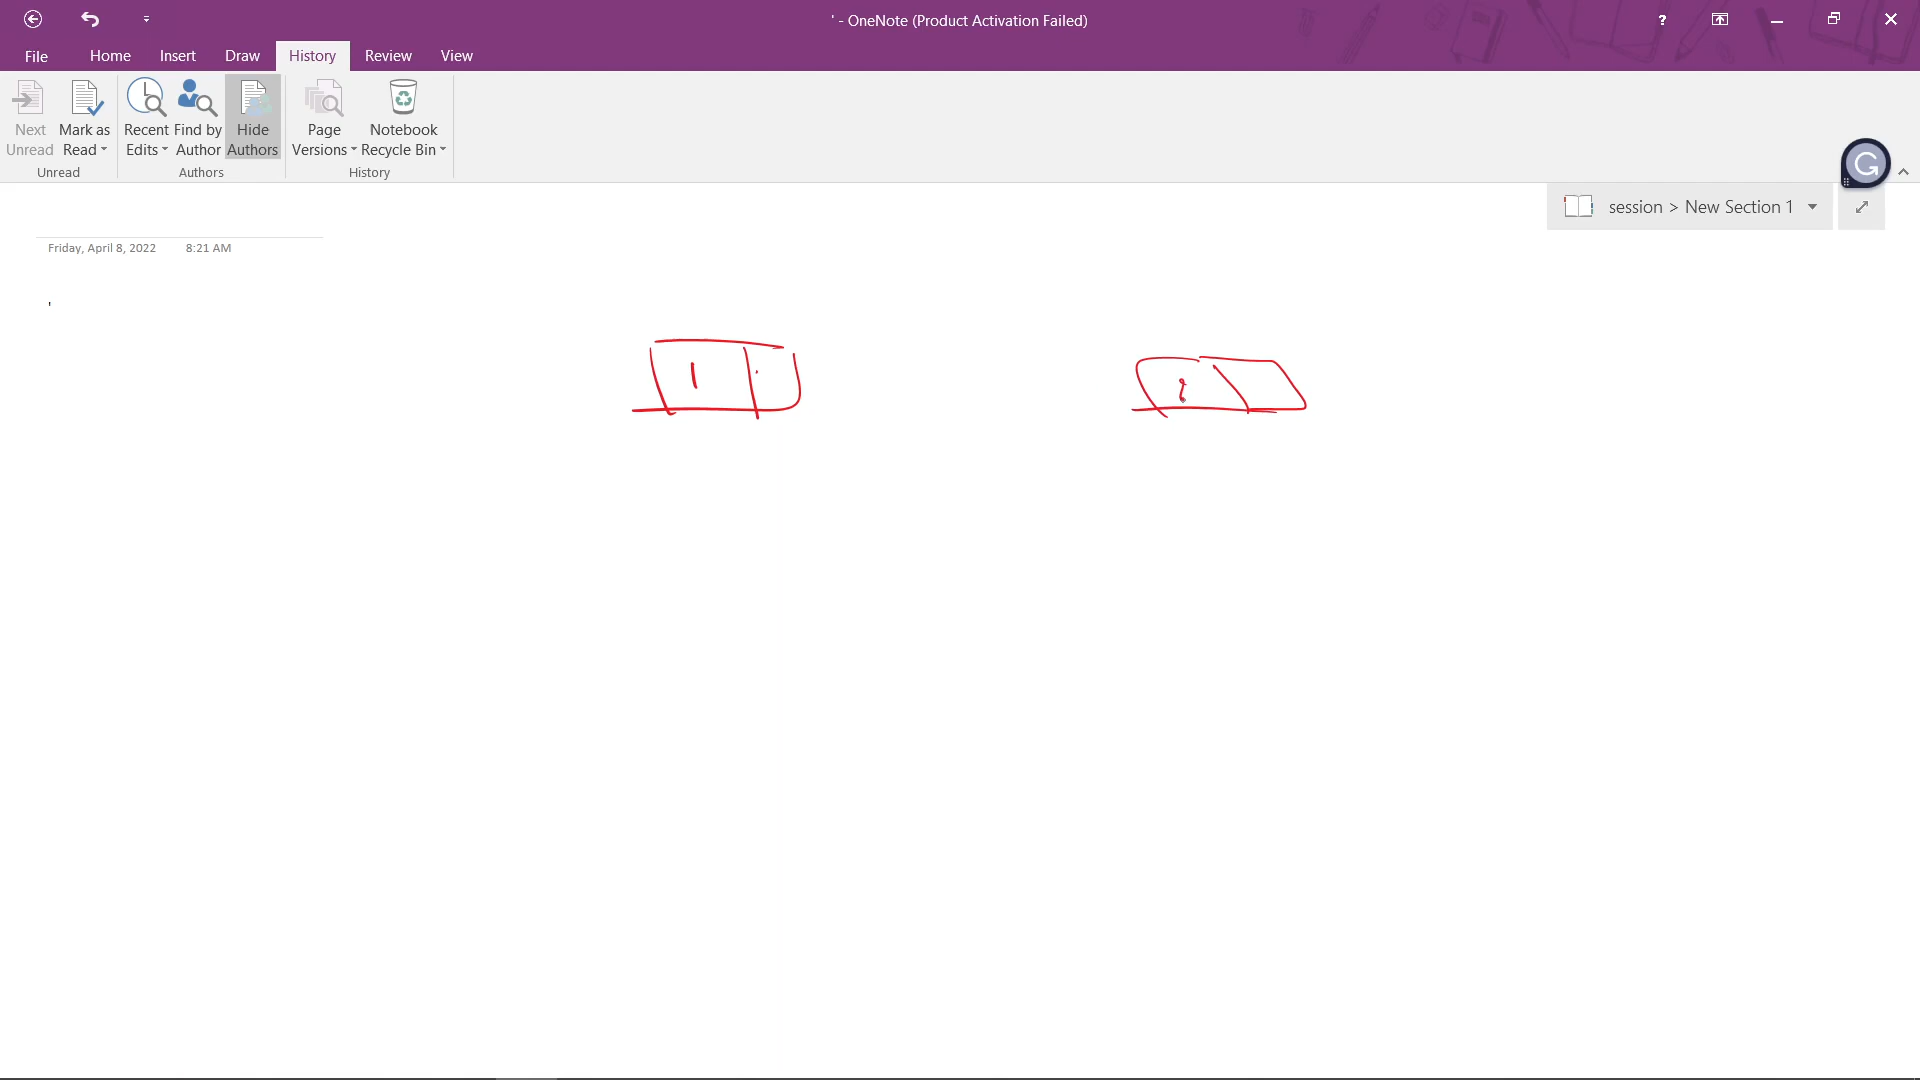 ' - OneNote (Product Activation Failed)
?
File Home Insert Draw History Review View
Next Unread
Mark as Read
Recent Edits
Find by Author
Hide Authors
Page Versions
Notebook Recycle Bin
Unread
Authors
History
G
session > New Section 1
Friday, April 8, 2022 8:21 AM
'
1